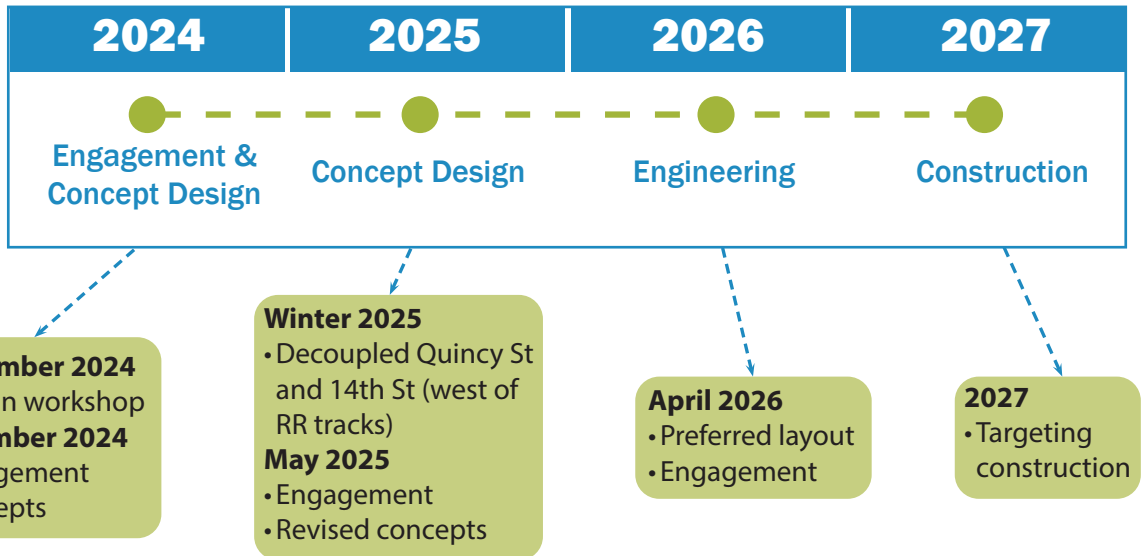 2024 2025 2026 2027
Engagement &
Concept Design
Concept Design
Engineering
Construction
mber 2024
n workshop
mber 2024
gement
epts
Winter 2025
• Decoupled Quincy St
and 14th St (west of
RR tracks)
May 2025
• Engagement
• Revised concepts
April 2026
• Preferred layout
• Engagement
2027
• Targeting
construction